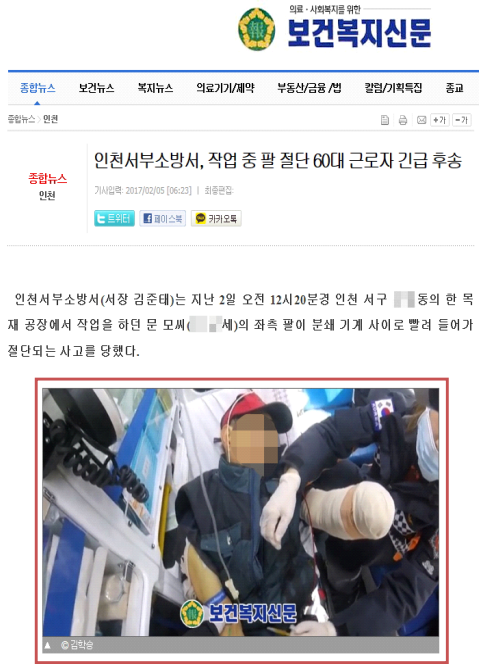 의료·사회복지를 위한
보건복지신문
종합뉴스 보건뉴스 복지뉴스 의료기기/제약 부동산/금융 /법 칼럼/기획특집 종교
종합뉴스 > 인천
+가 -가
종합뉴스
인천
인천서부소방서, 작업 중 팔 절단 60대 근로자 긴급 후송
기사입력: 2017/02/05 [06:23] | 최종편집:
트위터 페이스북 카카오톡
인천서부소방서(서장 김준태)는 지난 2일 오전 12시20분경 인천 서구 동의 한 목
재 공장에서 작업을 하던 문 모씨( 세)의 좌측 팔이 분쇄 기계 사이로 빨려 들어가
절단되는 사고를 당했다.
보건복지신문
▲ ©김학승